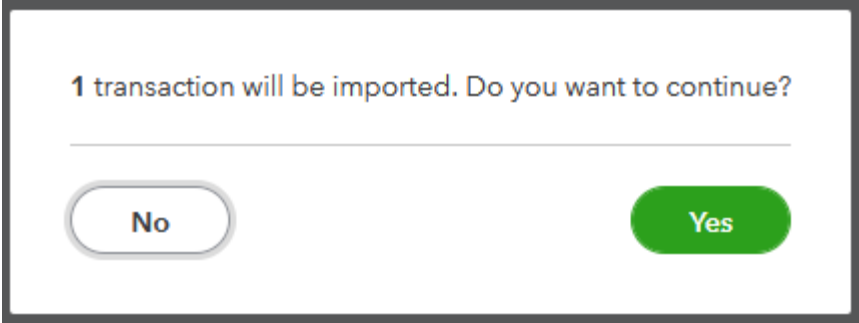 1 transaction will be imported. Do you want to continue?
No
Yes